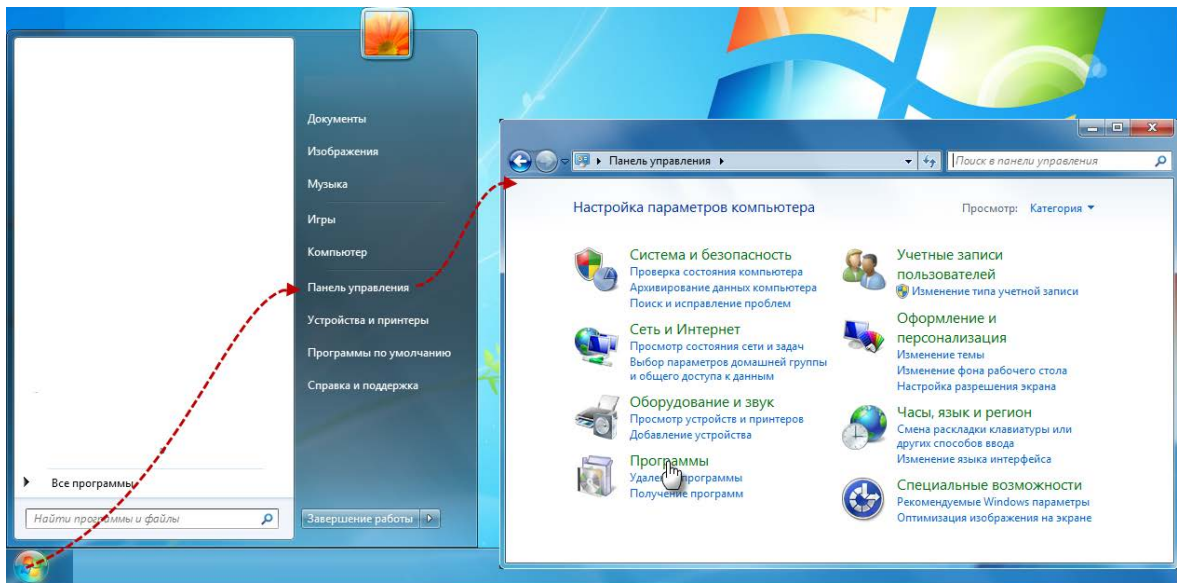 Документы
Изображения
Музыка
Игры
Компьютер
Панель управления
Устройства и принтеры
Программы по умолчанию
Справка и поддержка
Все программы
Найти программы и файлы
Завершение работы
Панель управления
Поиск в панели управления
Настройка параметров компьютера
Просмотр: Категория
Система и безопасность
Проверка состояния компьютера
Архивирование данных компьютера
Поиск и исправление проблем
Сеть и Интернет
Просмотр состояния сети и задач
Выбор параметров домашней группы
и общего доступа к данным
Оборудование и звук
Просмотр устройств и принтеров
Добавление устройства
Программы
Удаление программы
Получение программ
Учетные записи
пользователей
Изменение типа учетной записи
Оформление и
персонализация
Изменение темы
Изменение фона рабочего стола
Настройка разрешения экрана
Часы, язык и регион
Смена раскладки клавиатуры или
других способов ввода
Изменение языка интерфейса
Специальные возможности
Рекомендуемые Windows параметры
Оптимизация изображения на экране